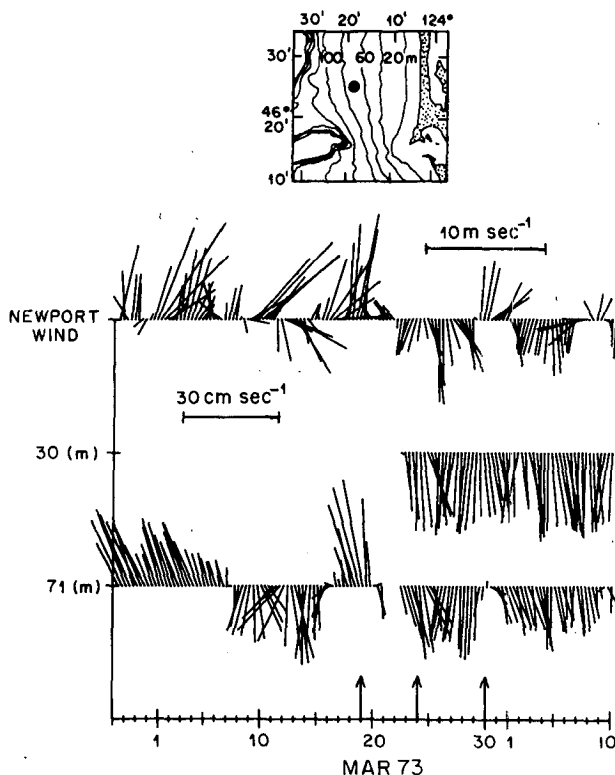 30' 20' 10' 124°
30'
100 60 20m
46°
20'
10'
10 m sec⁻¹
NEWPORT
WIND
30 cm sec⁻¹
30 (m)
71 (m)
1 10 20 30 1 10
MAR 73